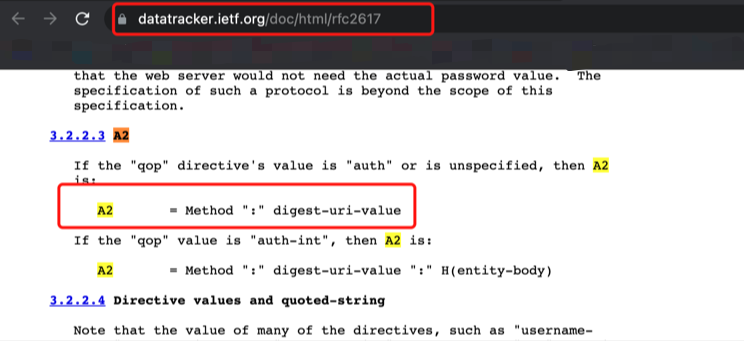 datatracker.ietf.org/doc/html/rfc2617
that the web server would not need the actual password value.  The
specification of such a protocol is beyond the scope of this
specification.
3.2.2.3 A2
If the "qop" directive's value is "auth" or is unspecified, then A2
is:
A2 = Method ":" digest-uri-value
If the "qop" value is "auth-int", then A2 is:
A2 = Method ":" digest-uri-value ":" H(entity-body)
3.2.2.4 Directive values and quoted-string
Note that the value of many of the directives, such as "username-